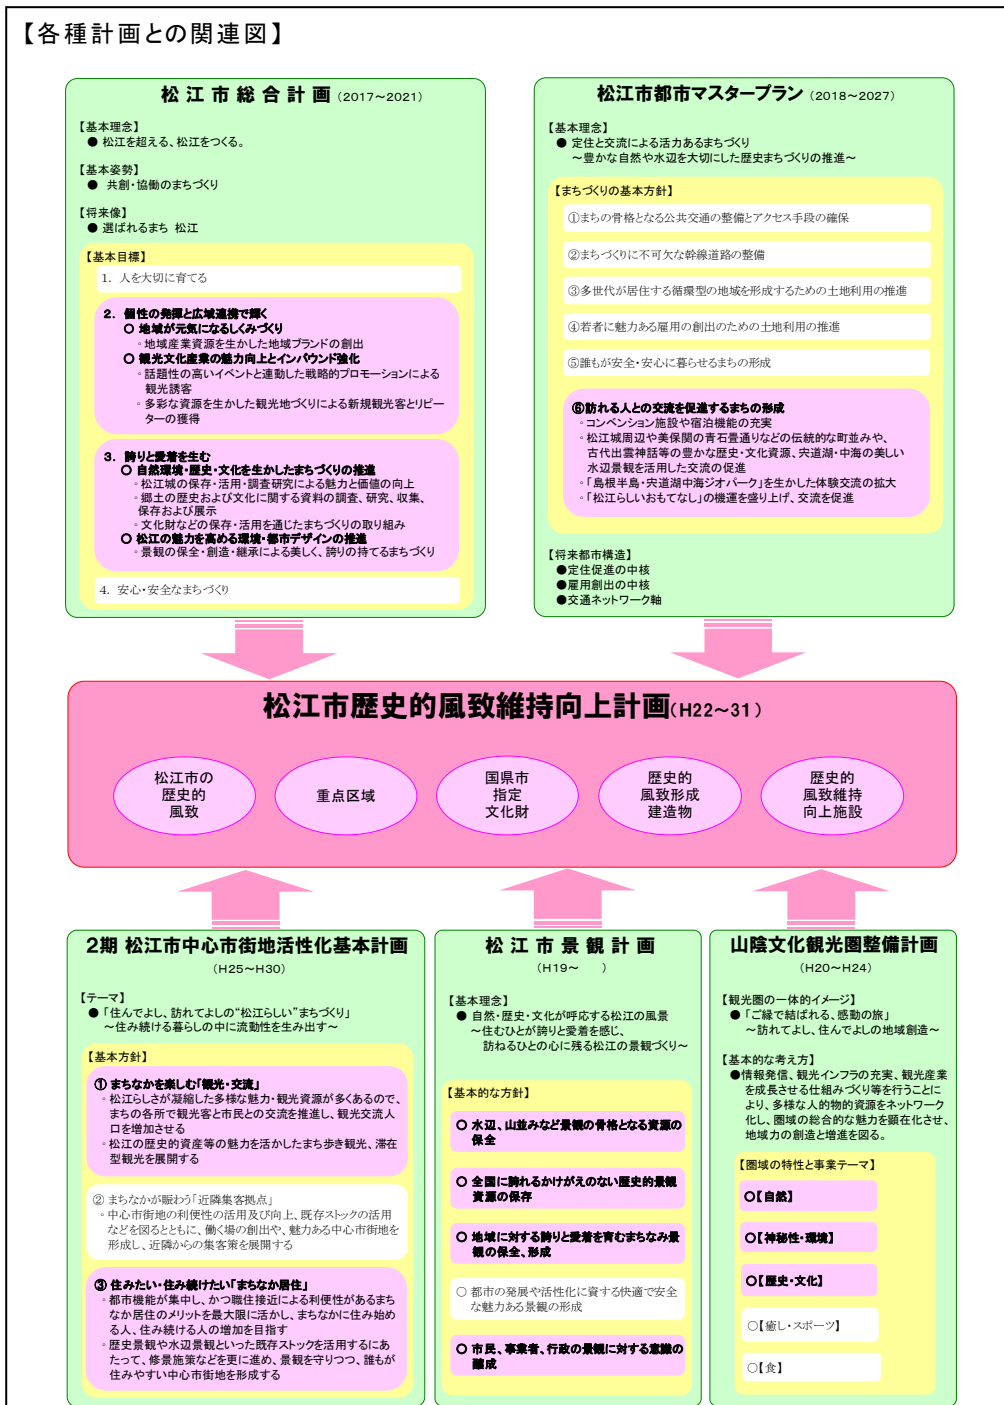 【各種計画との関連図】
松江市総合計画（2017～2021）
【基本理念】
● 松江を超える、松江をつくる。
【基本姿勢】
● 共創・協働のまちづくり
【将来像】
● 選ばれるまち 松江
【基本目標】
1．人を大切に育てる
2．個性の発揮と広域連携で輝く
○ 地域が元気になるしくみづくり
・地域産業資源を生かした地域ブランドの創出
○ 観光文化産業の魅力向上とインバウンド強化
・話題性の高いイベントと連動した戦略的プロモーションによる
観光誘客
・多彩な資源を生かした観光地づくりによる新規観光客とリピー
ターの獲得
3．誇りと愛着を生む
○ 自然環境・歴史・文化を生かしたまちづくりの推進
・松江城の保存・活用・調査研究による魅力と価値の向上
・郷土の歴史および文化に関する資料の調査、研究、収集、
保存および展示
・文化財などの保存・活用を通じたまちづくりの取り組み
○ 松江の魅力を高める環境・都市デザインの推進
・景観の保全・創造・継承による美しく、誇りの持てるまちづくり
4．安心・安全なまちづくり
松江市都市マスタープラン（2018～2027）
【基本理念】
● 定住と交流による活力あるまちづくり
～豊かな自然や水辺を大切にした歴史まちづくりの推進～
【まちづくりの基本方針】
①まちの骨格となる公共交通の整備とアクセス手段の確保
②まちづくりに不可欠な幹線道路の整備
③多世代が居住する循環型の地域を形成するための土地利用の推進
④若者に魅力ある雇用の創出のための土地利用の推進
⑤誰もが安全・安心に暮らせるまちの形成
⑥訪れる人との交流を促進するまちの形成
・コンベンション施設や宿泊機能の充実
・松江城周辺や美保関の青石畳通りなどの伝統的な町並みや、
古代出雲神話等の豊かな歴史・文化資源、宍道湖・中海の美しい
水辺景観を活用した交流の促進
・「島根半島・宍道湖中海ジオパーク」を生かした体験交流の拡大
・「松江らしいおもてなし」の機運を盛り上げ、交流を促進
【将来都市構造】
●定住促進の中核
●雇用創出の中核
●交通ネットワーク軸
松江市歴史的風致維持向上計画（H22～31）
松江市の
歴史的
風致
重点区域
国県市
指定
文化財
歴史的
風致形成
建造物
歴史的
風致維持
向上施設
2期 松江市中心市街地活性化基本計画
（H25～H30）
【テーマ】
● 「住んでよし、訪れてよしの“松江らしい”まちづくり」
～住み続ける暮らしの中に流動性を生み出す～
【基本方針】
① まちなかを楽しむ「観光・交流」
・松江らしさが凝縮した多様な魅力・観光資源が多くあるので、
まちの各所で観光客と市民との交流を推進し、観光交流人
口を増加させる
・松江の歴史的資産等の魅力を活かしたまち歩き観光、滞在
型観光を展開する
② まちなかが賑わう「近隣集客拠点」
・中心市街地の利便性の活用及び向上、既存ストックの活用
などを図るとともに、働く場の創出や、魅力ある中心市街地を
形成し、近隣からの集客策を展開する
③ 住みたい・住み続けたい「まちなか居住」
・都市機能が集中し、かつ職住接近による利便性があるまち
なか居住のメリットを最大限に活かし、まちなかに住み始め
る人、住み続ける人の増加を目指す
・歴史景観や水辺景観といった既存ストックを活用するにあ
たって、修景施策などを更に進め、景観を守りつつ、誰もが
住みやすい中心市街地を形成する
松江市景観計画
（H19～　　）
【基本理念】
● 自然・歴史・文化が呼応する松江の風景
～住むひとが誇りと愛着を感じ、
訪ねるひとの心に残る松江の景観づくり～
【基本的な方針】
○ 水辺、山並みなど景観の骨格となる資源の
保全
○ 全国に誇れるかけがえのない歴史的景観
資源の保存
○ 地域に対する誇りと愛着を育むまちなみ景
観の保全、形成
○ 都市の発展や活性化に資する快適で安全
な魅力ある景観の形成
○ 市民、事業者、行政の景観に対する意識の
醸成
山陰文化観光圏整備計画
（H20～H24）
【観光圏の一体的イメージ】
● 「ご縁で結ばれる、感動の旅」
～訪れてよし、住んでよしの地域創造～
【基本的な考え方】
●情報発信、観光インフラの充実、観光産業
を成長させる仕組みづくり等を行うことに
より、多様な人的物的資源をネットワーク
化し、圏域の総合的な魅力を顕在化させ、
地域力の創造と増進を図る。
【圏域の特性と事業テーマ】
○【自然】
○【神秘性・環境】
○【歴史・文化】
○【癒し・スポーツ】
○【食】